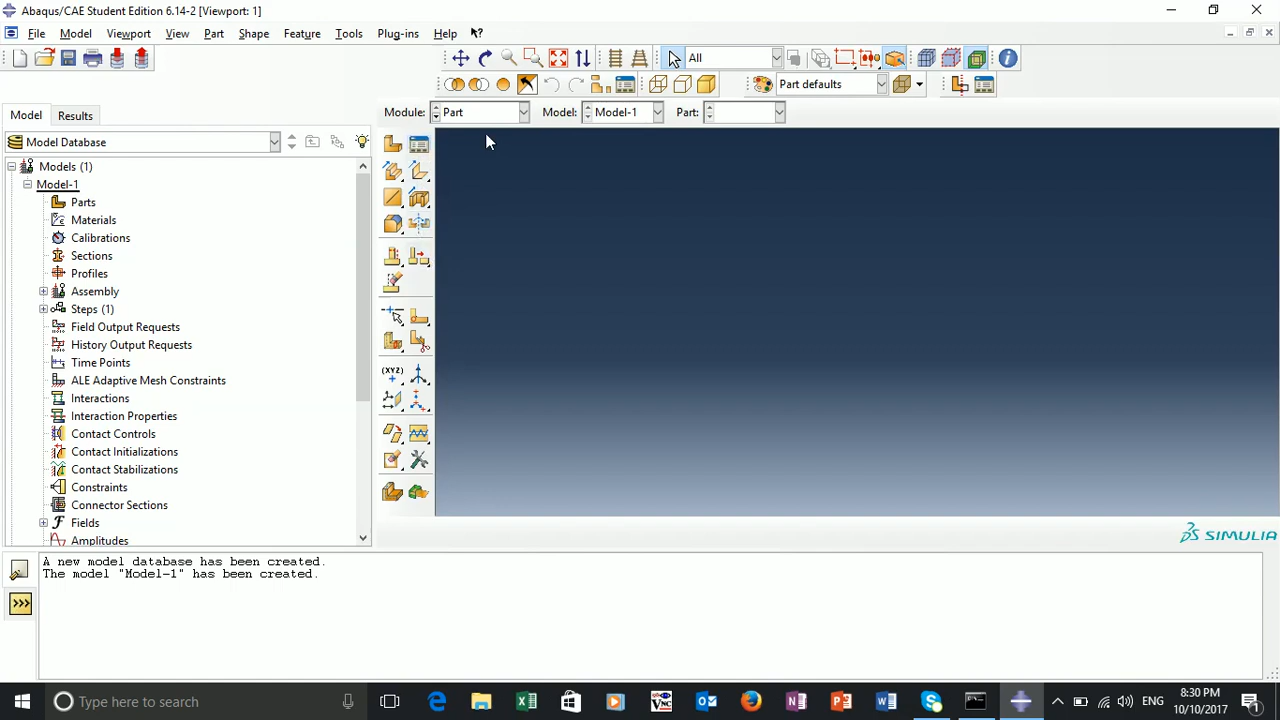 Abaqus/CAE Student Edition 6.14-2 [Viewport: 1]
File Model Viewport View Part Shape Feature Tools Plug-ins Help
All
Part defaults
Model Results
Module: Part Model: Model-1 Part:
Model Database
Models (1)
Model-1
Parts
Materials
Calibrations
Sections
Profiles
Assembly
Steps (1)
Field Output Requests
History Output Requests
Time Points
ALE Adaptive Mesh Constraints
Interactions
Interaction Properties
Contact Controls
Contact Initializations
Contact Stabilizations
Constraints
Connector Sections
Fields
Amplitudes
(XYZ)
SIMULIA
A new model database has been created.
The model "Model-1" has been created.
>>>
Type here to search
ENG
8:30 PM
10/10/2017